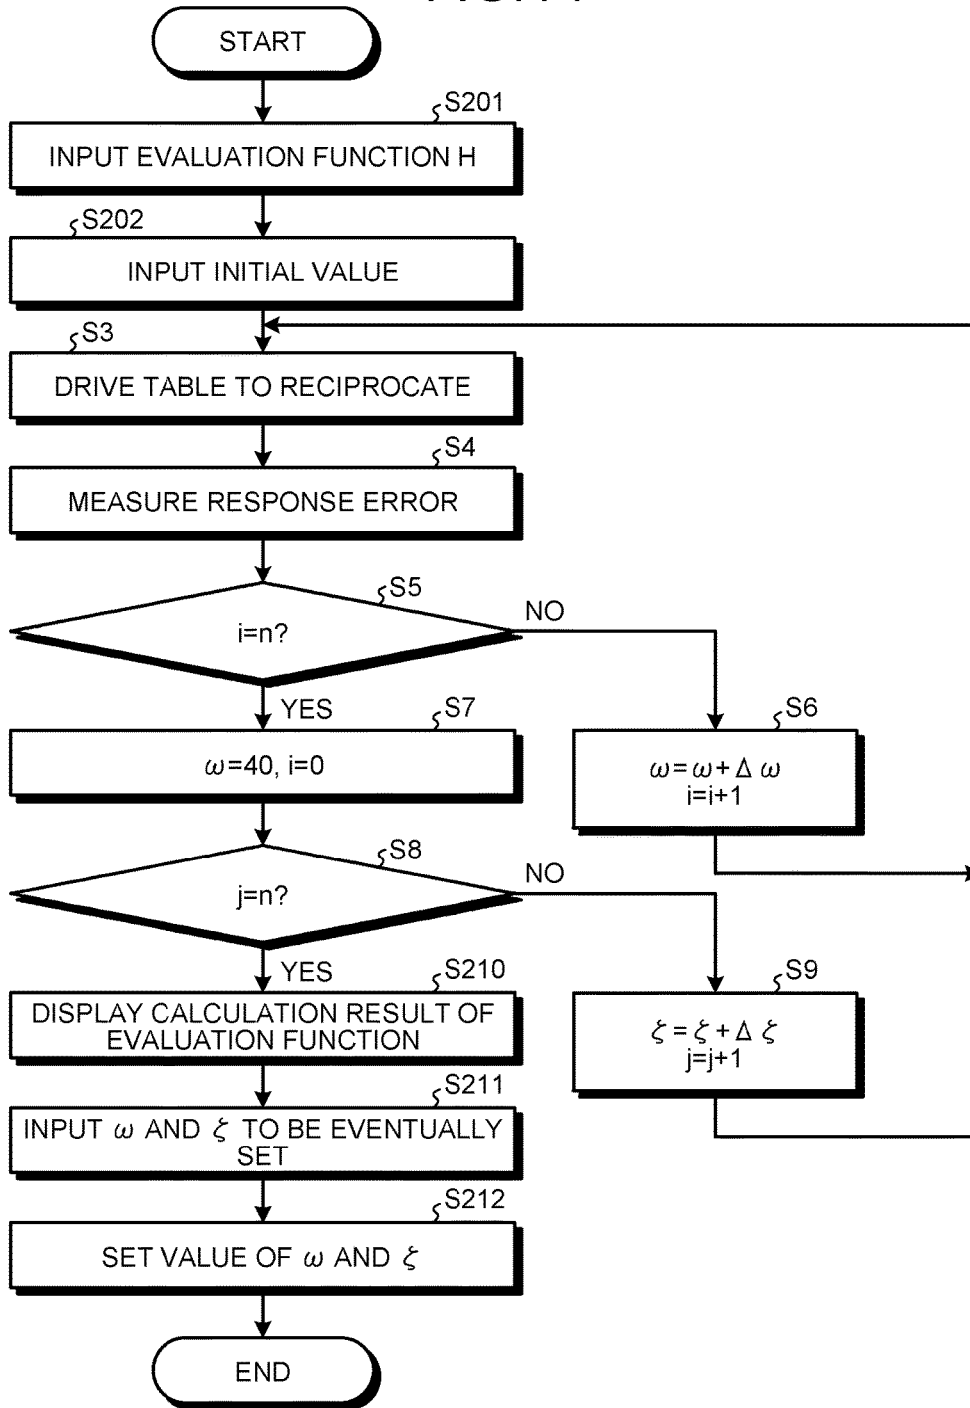 START
S201
INPUT EVALUATION FUNCTION H
S202
INPUT INITIAL VALUE
S3
DRIVE TABLE TO RECIPROCATE
S4
MEASURE RESPONSE ERROR
S5
i=n?
NO
YES
S7
ω=40, i=0
S6
ω=ω+Δω
i=i+1
S8
j=n?
NO
YES
S210
DISPLAY CALCULATION RESULT OF
EVALUATION FUNCTION
S9
ζ=ζ+Δζ
j=j+1
S211
INPUT ω AND ζ TO BE EVENTUALLY
SET
S212
SET VALUE OF ω AND ζ
END